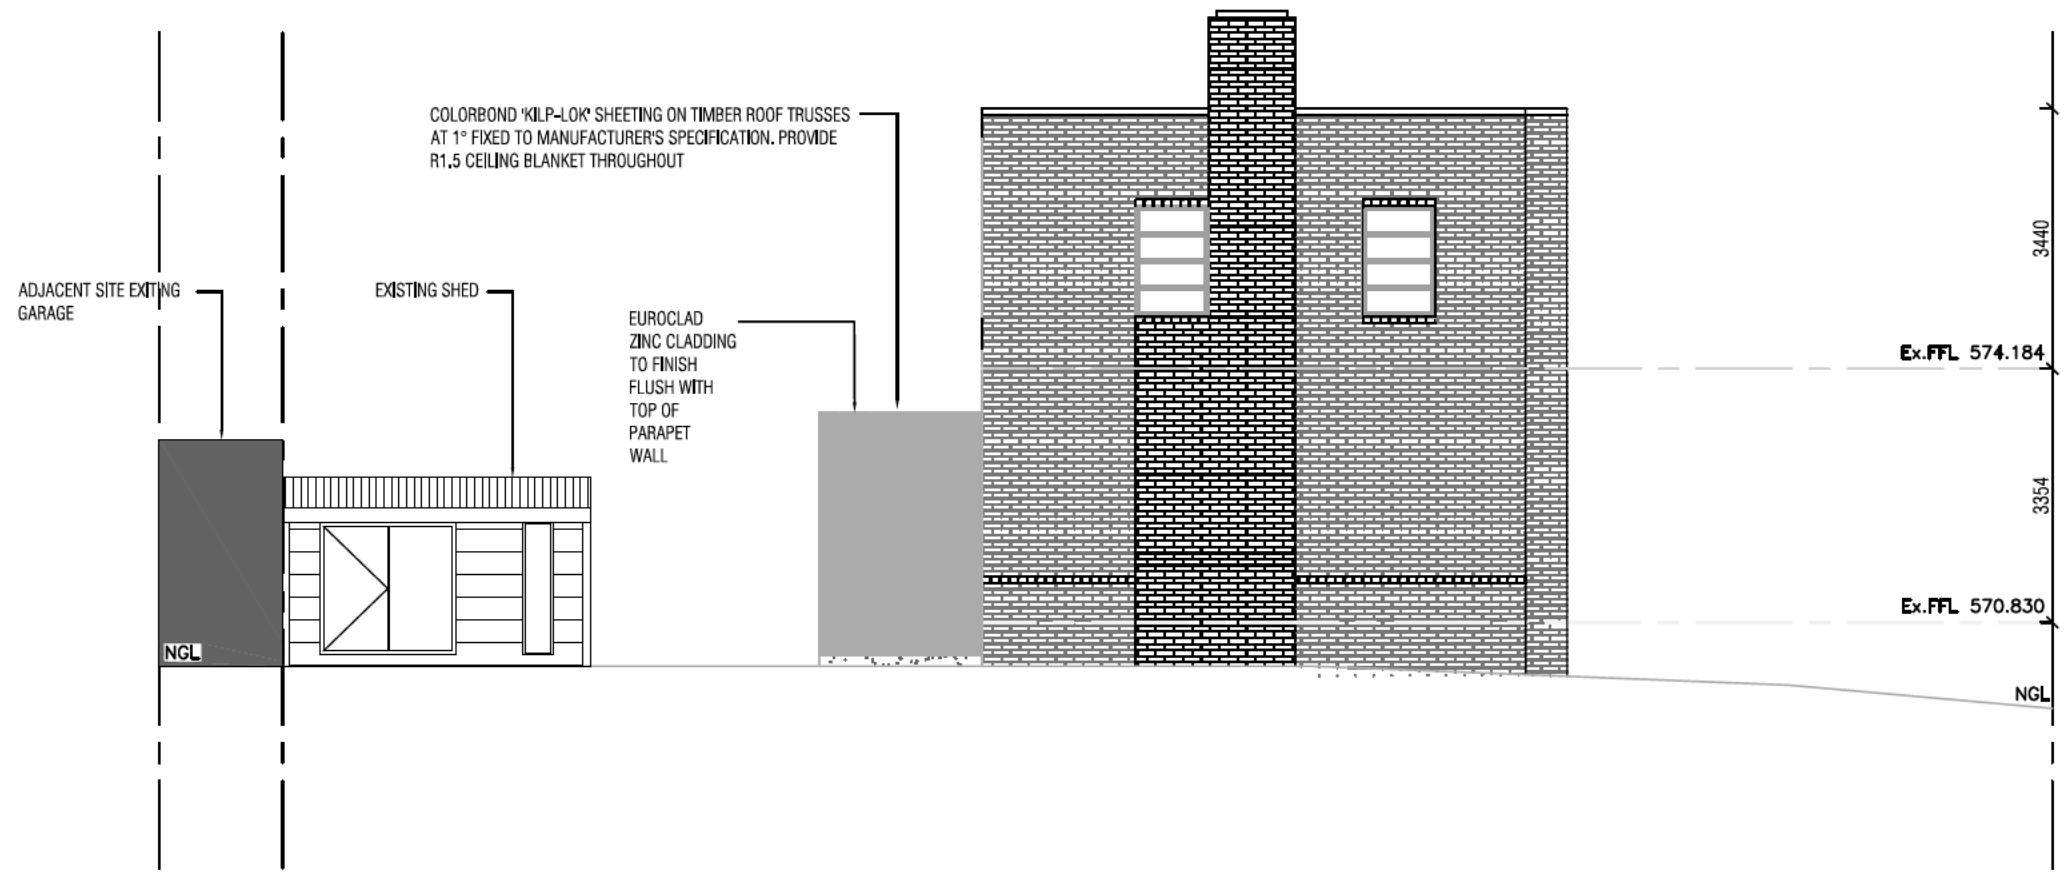 COLORBOND 'KILP-LOK' SHEETING ON TIMBER ROOF TRUSSES
AT 1° FIXED TO MANUFACTURER'S SPECIFICATION. PROVIDE
R1.5 CEILING BLANKET THROUGHOUT
ADJACENT SITE EXITING
GARAGE
EXISTING SHED
EUROCLAD
ZINC CLADDING
TO FINISH
FLUSH WITH
TOP OF
PARAPET
WALL
3440
Ex.FFL 574.184
3354
Ex.FFL 570.830
NGL
NGL